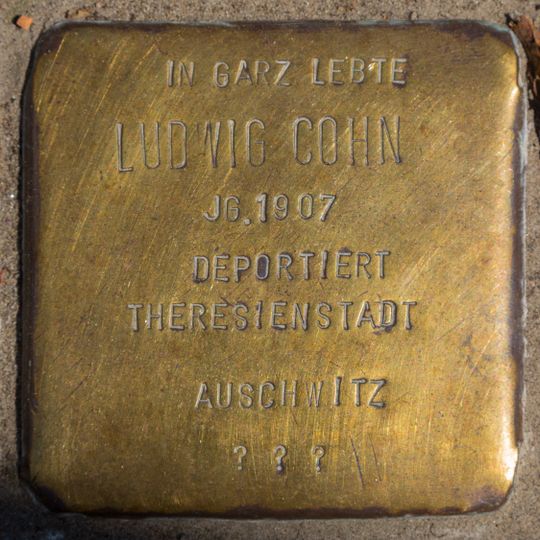 IN GARZ LEBTE
LUDWIG COHN
JG. 1907
DEPORTIERT
THERESIENSTADT
AUSCHWITZ
? ? ?